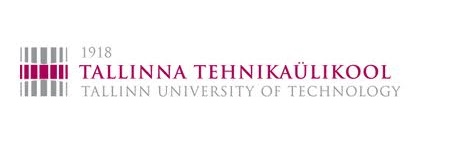 1918
TALLINNA TEHNIKAÜLIKOOL
TALLINN UNIVERSITY OF TECHNOLOGY